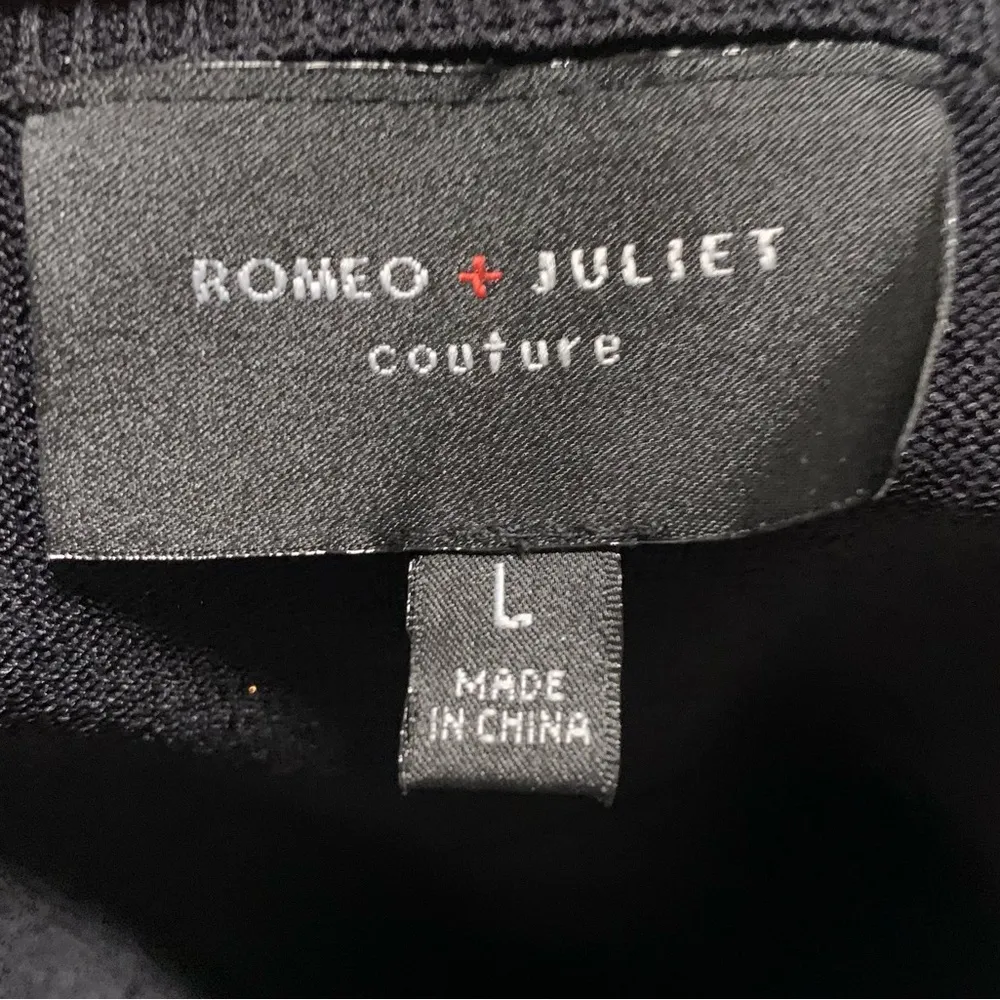 ROMEO + JULIET
couture
L
MADE
IN CHINA